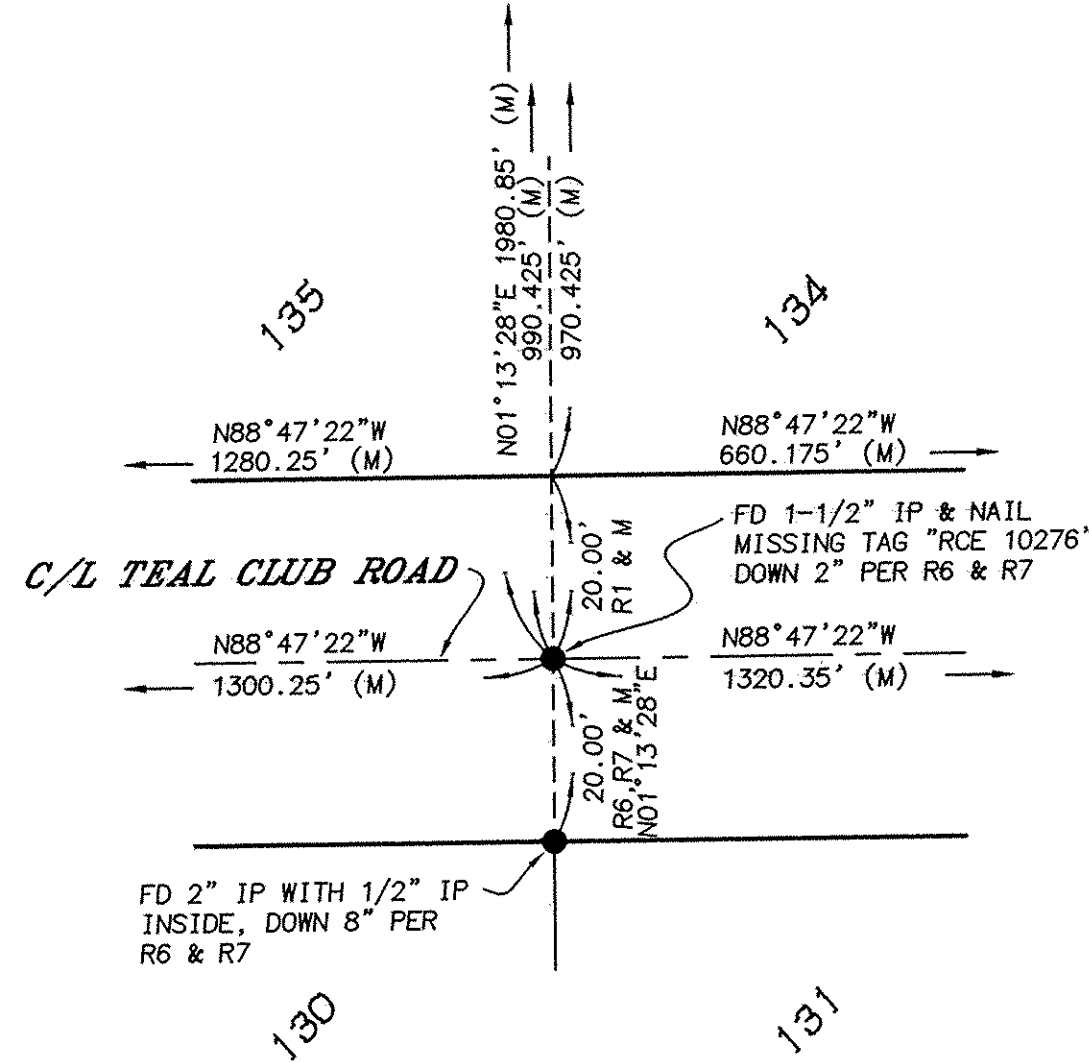 N01°13'28"E 1980.85' (M)
990.425' (M)
970.425' (M)
135
134
N88°47'22"W
1280.25' (M)
N88°47'22"W
660.175' (M)
FD 1-1/2" IP & NAIL
MISSING TAG "RCE 10276"
DOWN 2" PER R6 & R7
20.00'
R1 & M
C/L TEAL CLUB ROAD
N88°47'22"W
1300.25' (M)
N88°47'22"W
1320.35' (M)
20.00'
R6,R7 & M
N01°13'28"E
FD 2" IP WITH 1/2" IP
INSIDE, DOWN 8" PER
R6 & R7
130
131